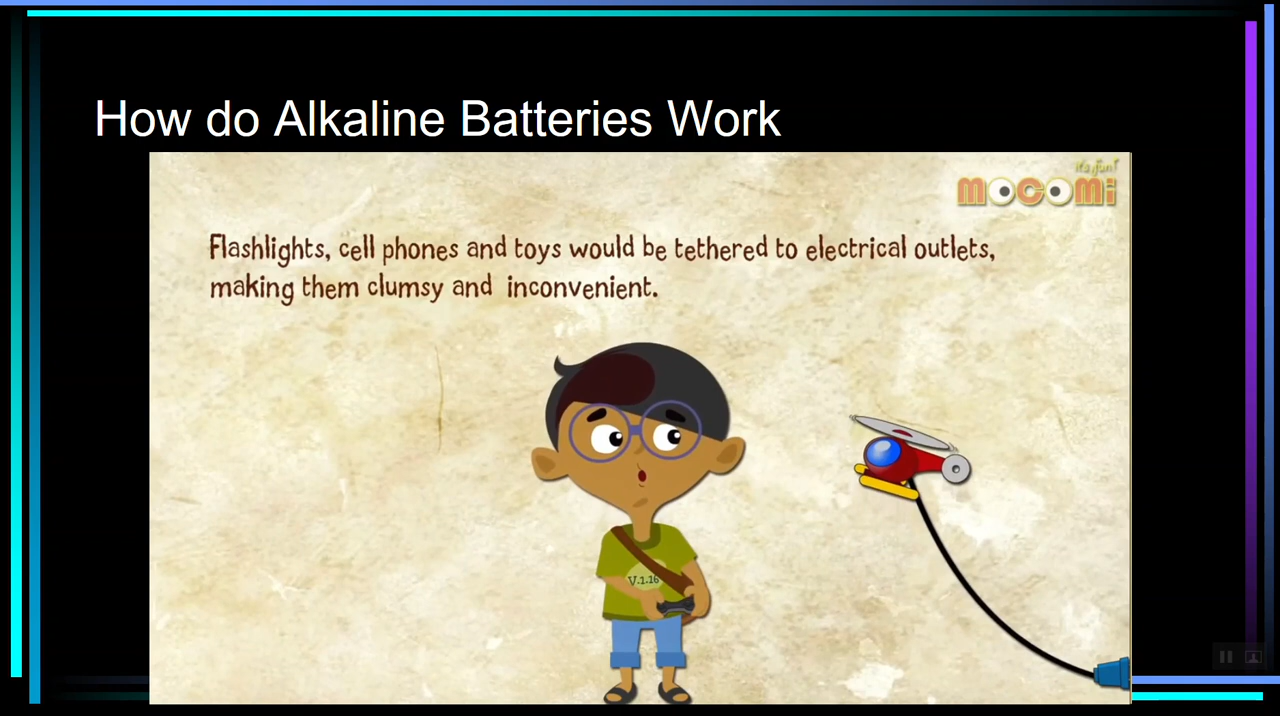 How do Alkaline Batteries Work
it's fun!
mocomi
Flashlights, cell phones and toys would be tethered to electrical outlets,
making them clumsy and inconvenient.
V.1.16